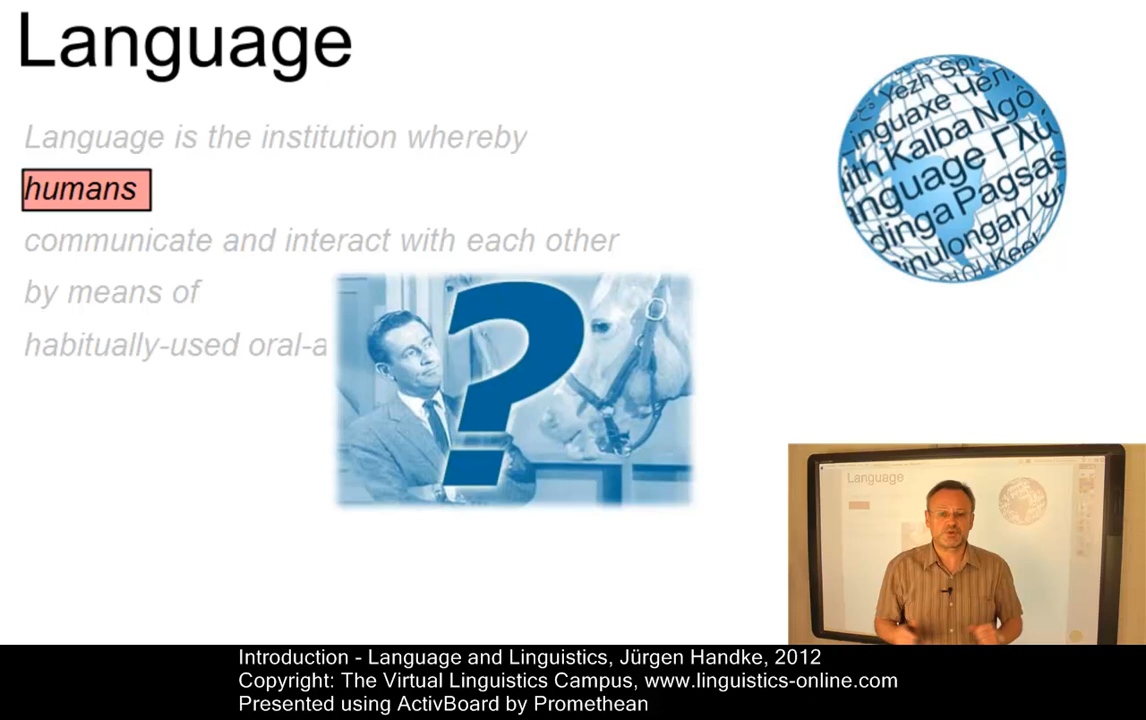 Language
Language is the institution whereby
humans
communicate and interact with each other
by means of
habitually-used oral-a
Yezh
Linguaxe
Kalba Ngô
Language
dinga Pagsas
Language
Introduction - Language and Linguistics, Jürgen Handke, 2012
Copyright: The Virtual Linguistics Campus, www.linguistics-online.com
Presented using ActivBoard by Promethean